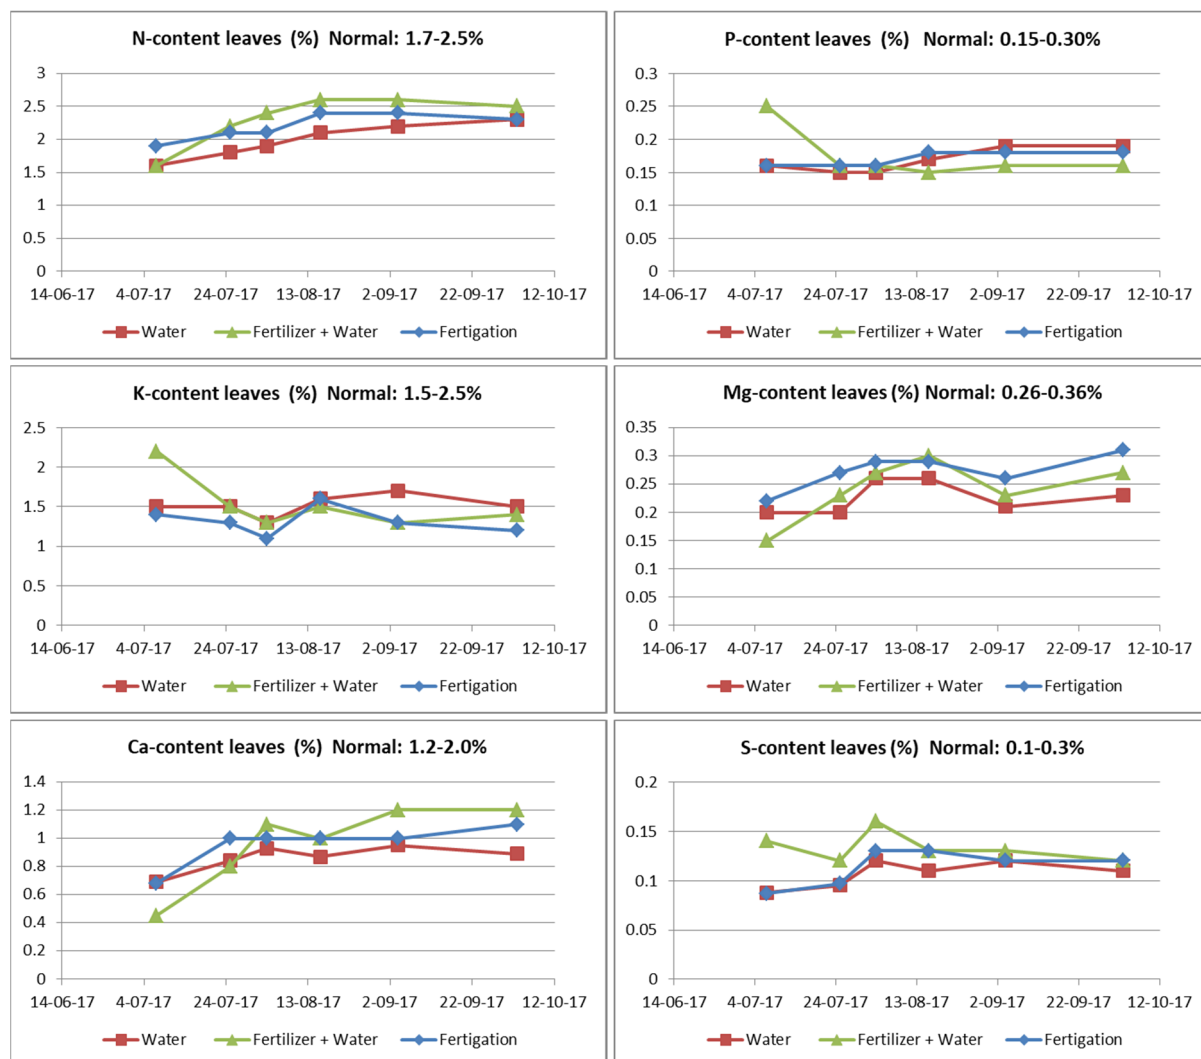 N-content leaves (%) Normal: 1.7-2.5%
3
2.5
2
1.5
1
0.5
0
14-06-17 4-07-17 24-07-17 13-08-17 2-09-17 22-09-17 12-10-17
Water Fertilizer + Water Fertigation
P-content leaves (%) Normal: 0.15-0.30%
0.3
0.25
0.2
0.15
0.1
0.05
0
14-06-17 4-07-17 24-07-17 13-08-17 2-09-17 22-09-17 12-10-17
Water Fertilizer + Water Fertigation
K-content leaves (%) Normal: 1.5-2.5%
2.5
2
1.5
1
0.5
0
14-06-17 4-07-17 24-07-17 13-08-17 2-09-17 22-09-17 12-10-17
Water Fertilizer + Water Fertigation
Mg-content leaves (%) Normal: 0.26-0.36%
0.35
0.3
0.25
0.2
0.15
0.1
0.05
0
14-06-17 4-07-17 24-07-17 13-08-17 2-09-17 22-09-17 12-10-17
Water Fertilizer + Water Fertigation
Ca-content leaves (%) Normal: 1.2-2.0%
1.4
1.2
1
0.8
0.6
0.4
0.2
0
14-06-17 4-07-17 24-07-17 13-08-17 2-09-17 22-09-17 12-10-17
Water Fertilizer + Water Fertigation
S-content leaves (%) Normal: 0.1-0.3%
0.2
0.15
0.1
0.05
0
14-06-17 4-07-17 24-07-17 13-08-17 2-09-17 22-09-17 12-10-17
Water Fertilizer + Water Fertigation